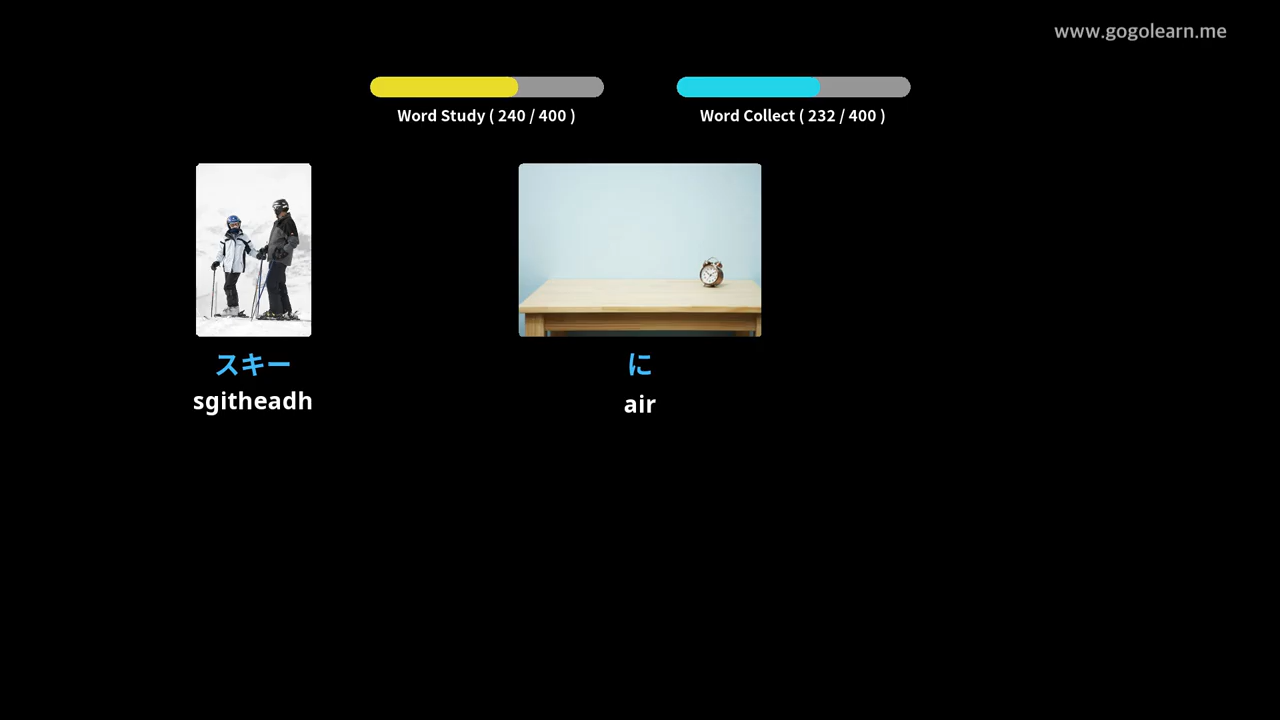 www.gogolearn.me
Word Study ( 240 / 400 )
Word Collect ( 232 / 400 )
スキー
sgitheadh
に
air